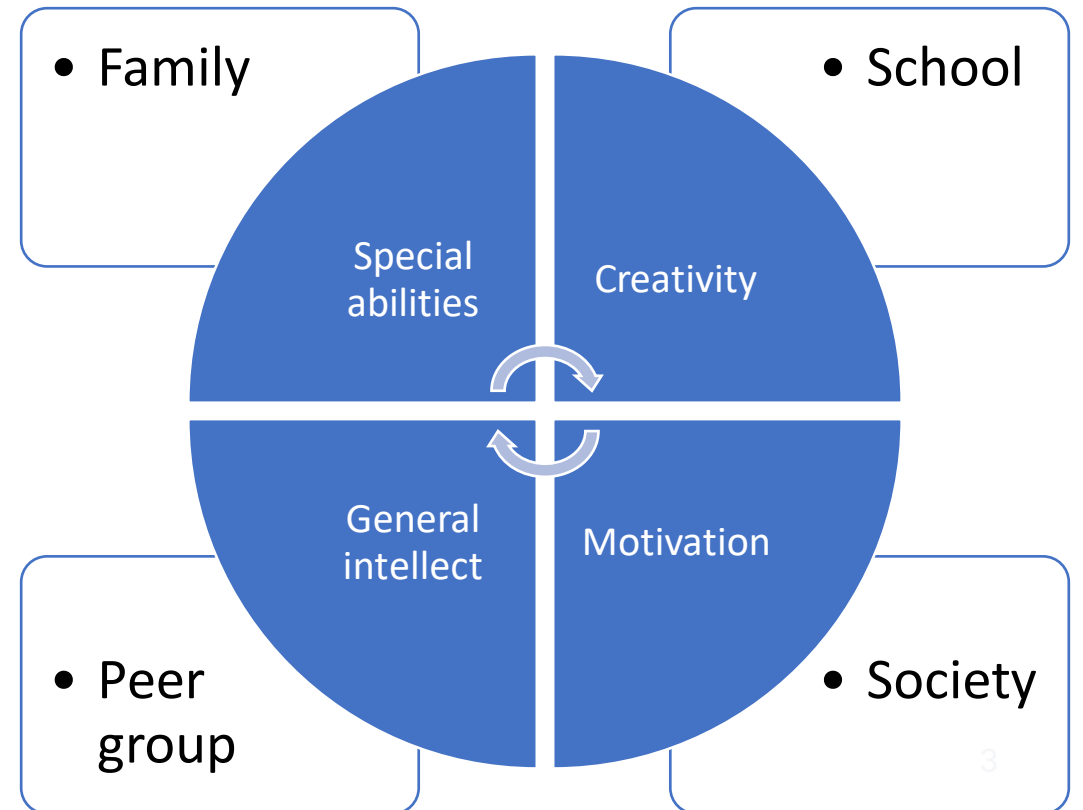 • Family
• School
Special
abilities
Creativity
General
intellect
Motivation
• Peer
group
• Society
3